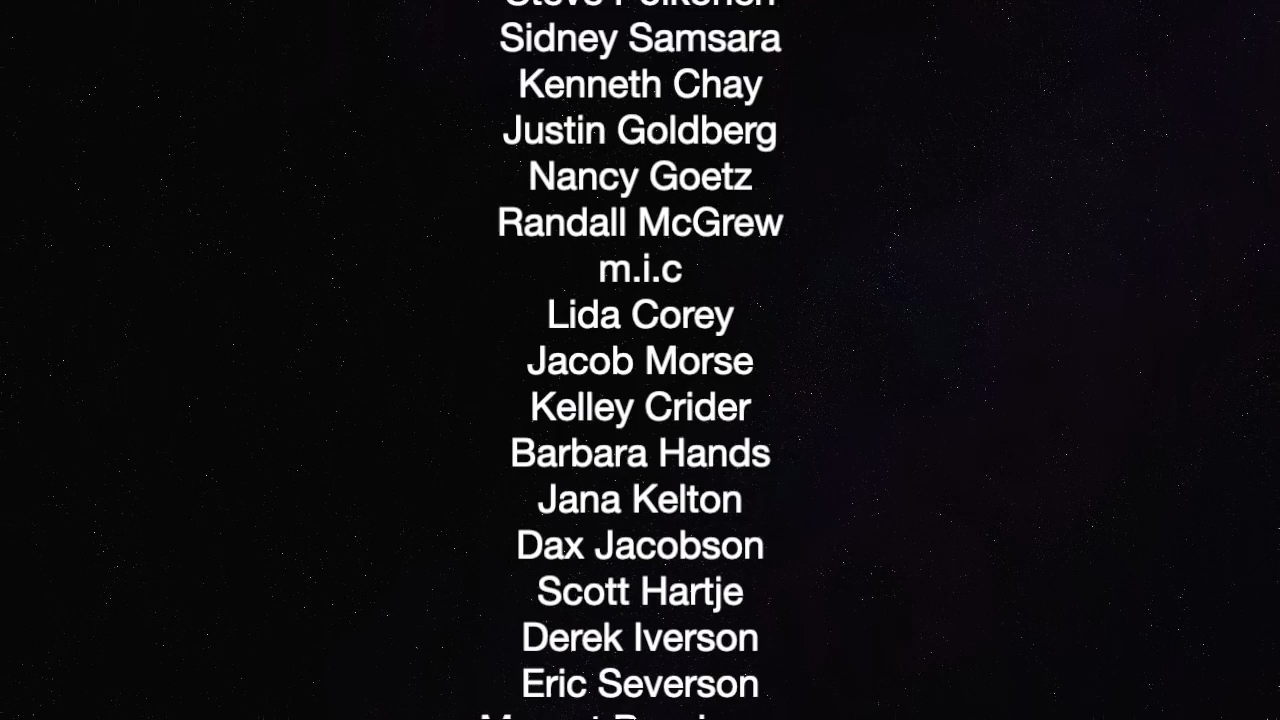 Sidney Samsara
Kenneth Chay
Justin Goldberg
Nancy Goetz
Randall McGrew
m.i.c
Lida Corey
Jacob Morse
Kelley Crider
Barbara Hands
Jana Kelton
Dax Jacobson
Scott Hartje
Derek Iverson
Eric Severson